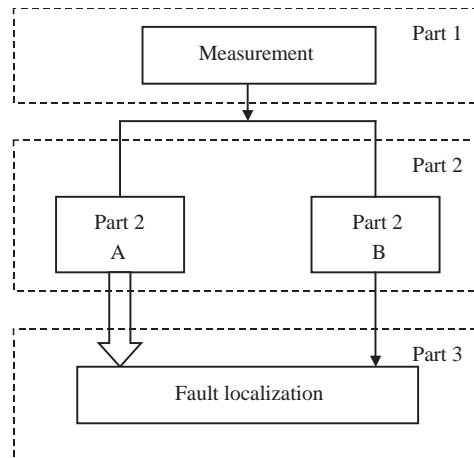 Part 1
Measurement
Part 2
Part 2
A
Part 2
B
Part 3
Fault localization